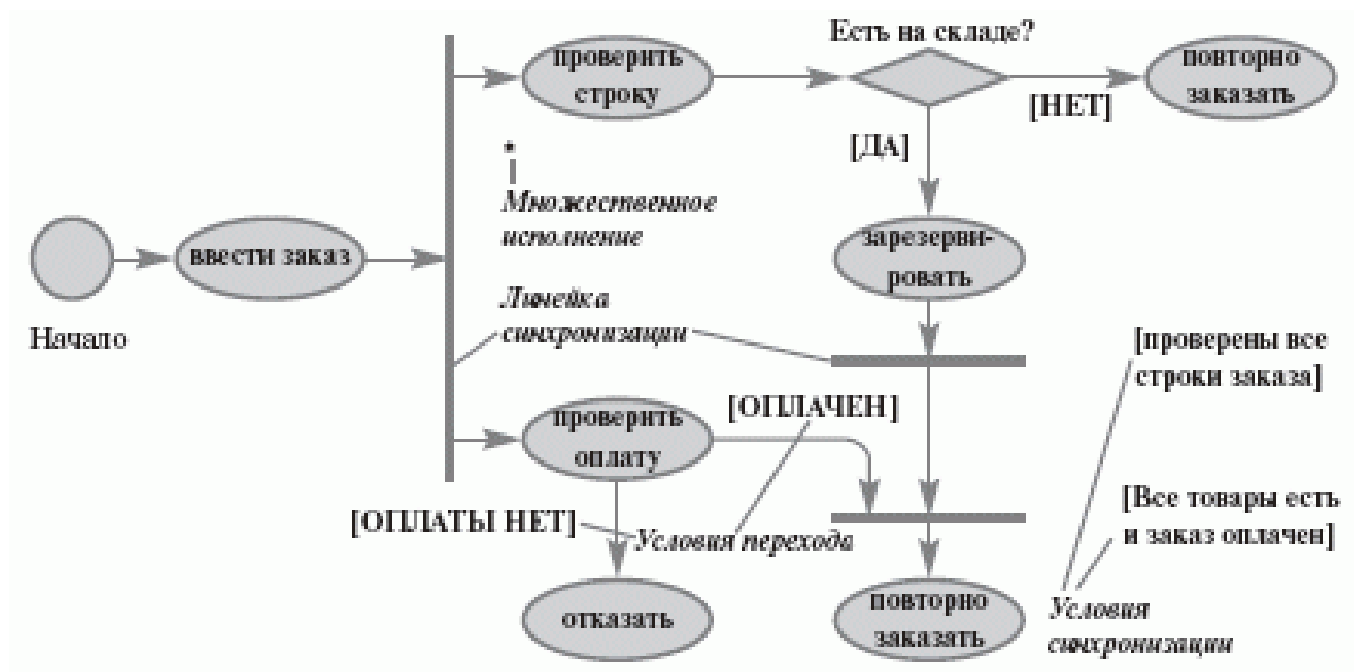 Есть на складе?
проверить
строку
повторно
заказать
[НЕТ]
[ДА]
*
Множественное
исполнение
ввести заказ
зарезерви-
ровать
Начало
Линейка
синхронизации
[проверены все
строки заказа]
[ОПЛАЧЕН]
проверить
оплату
[ОПЛАТЫ НЕТ]
Условия перехода
[Все товары есть
и заказ оплачен]
отказать
повторно
заказать
Условия
синхронизации